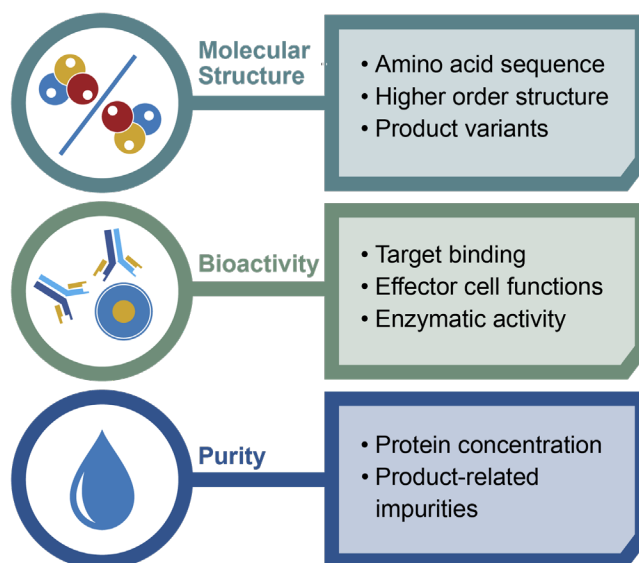 Molecular
Structure
• Amino acid sequence
• Higher order structure
• Product variants
Bioactivity
• Target binding
• Effector cell functions
• Enzymatic activity
Purity
• Protein concentration
• Product-related
impurities